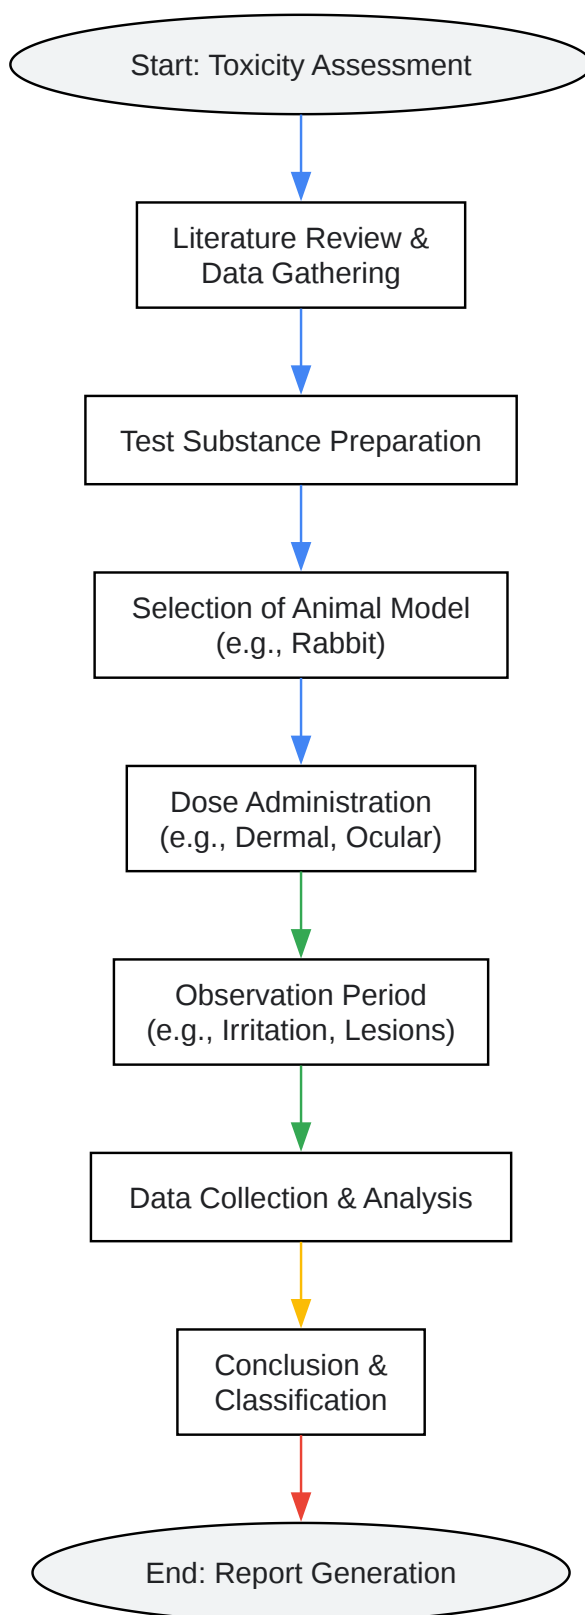 Start: Toxicity Assessment
Literature Review &
Data Gathering
Test Substance Preparation
Selection of Animal Model
(e.g., Rabbit)
Dose Administration
(e.g., Dermal, Ocular)
Observation Period
(e.g., Irritation, Lesions)
Data Collection & Analysis
Conclusion &
Classification
End: Report Generation